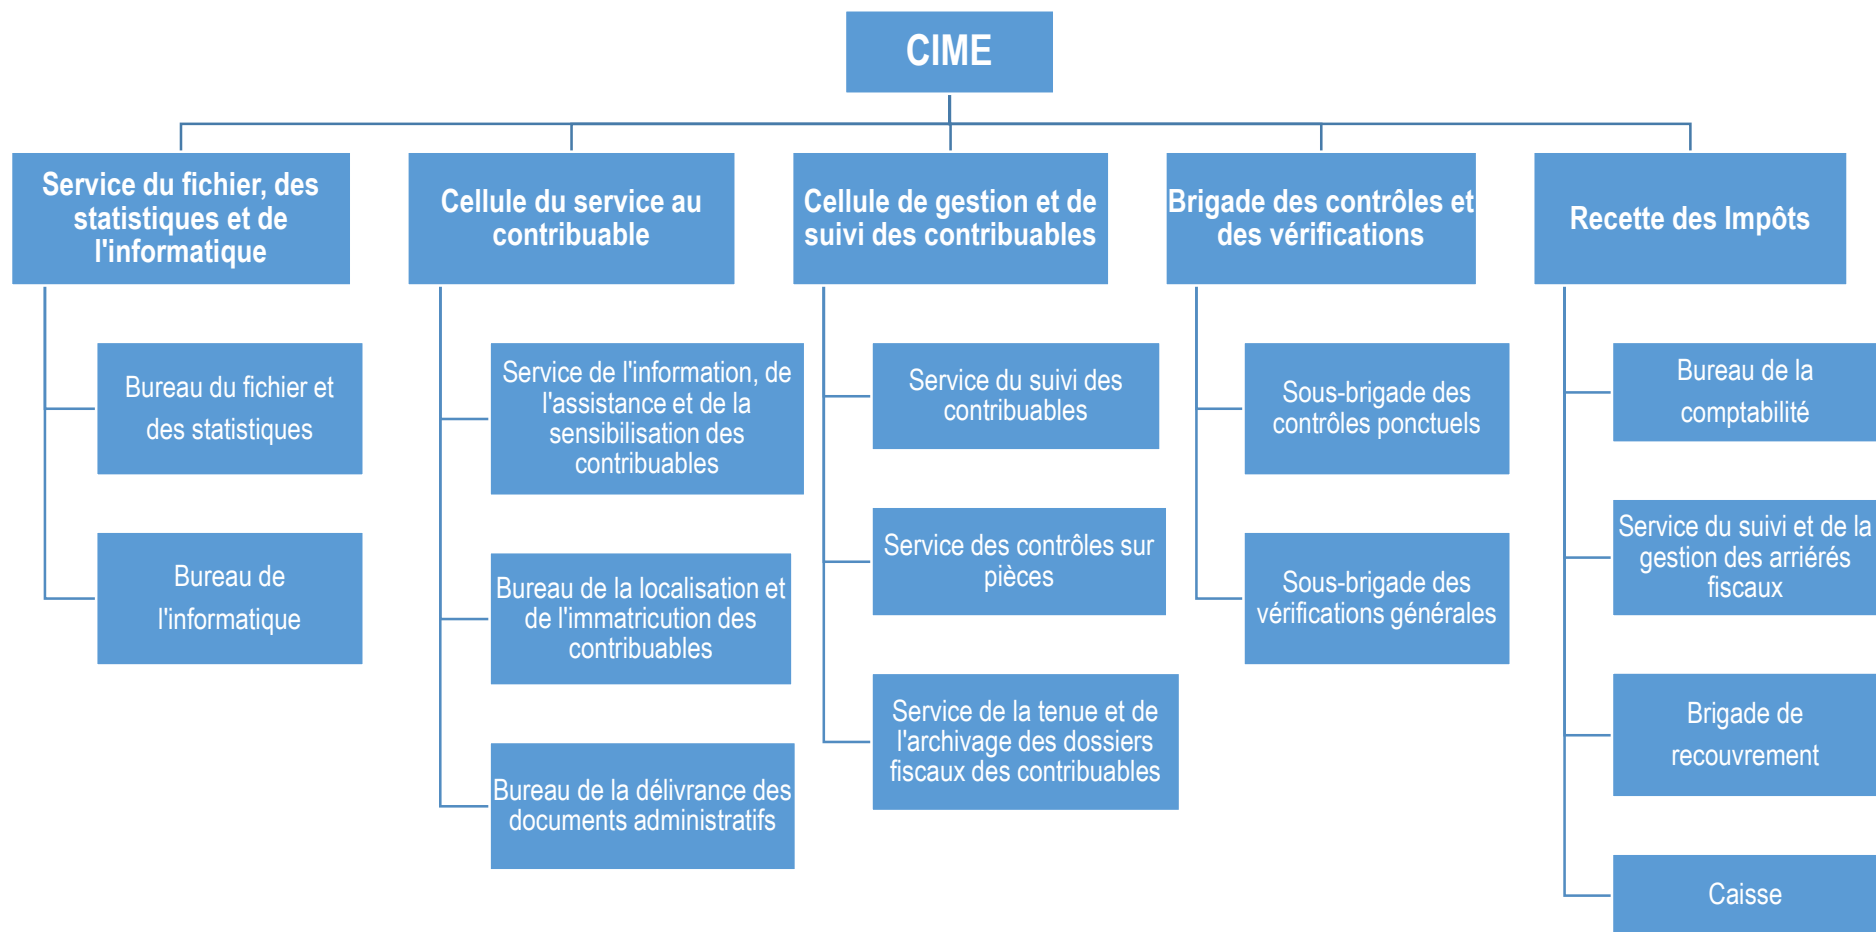 CIME
Service du fichier, des
statistiques et de
l'informatique
Bureau du fichier et
des statistiques
Bureau de
l'informatique
Cellule du service au
contribuable
Service de l'information, de
l'assistance et de la
sensibilisation des
contribuables
Bureau de la localisation et
de l'immatricution des
contribuables
Bureau de la délivrance des
documents administratifs
Cellule de gestion et de
suivi des contribuables
Service du suivi des
contribuables
Service des contrôles sur
pièces
Service de la tenue et de
l'archivage des dossiers
fiscaux des contribuables
Brigade des contrôles et
des vérifications
Sous-brigade des
contrôles ponctuels
Sous-brigade des
vérifications générales
Recette des Impôts
Bureau de la
comptabilité
Service du suivi et de la
gestion des arriérés
fiscaux
Brigade de
recouvrement
Caisse